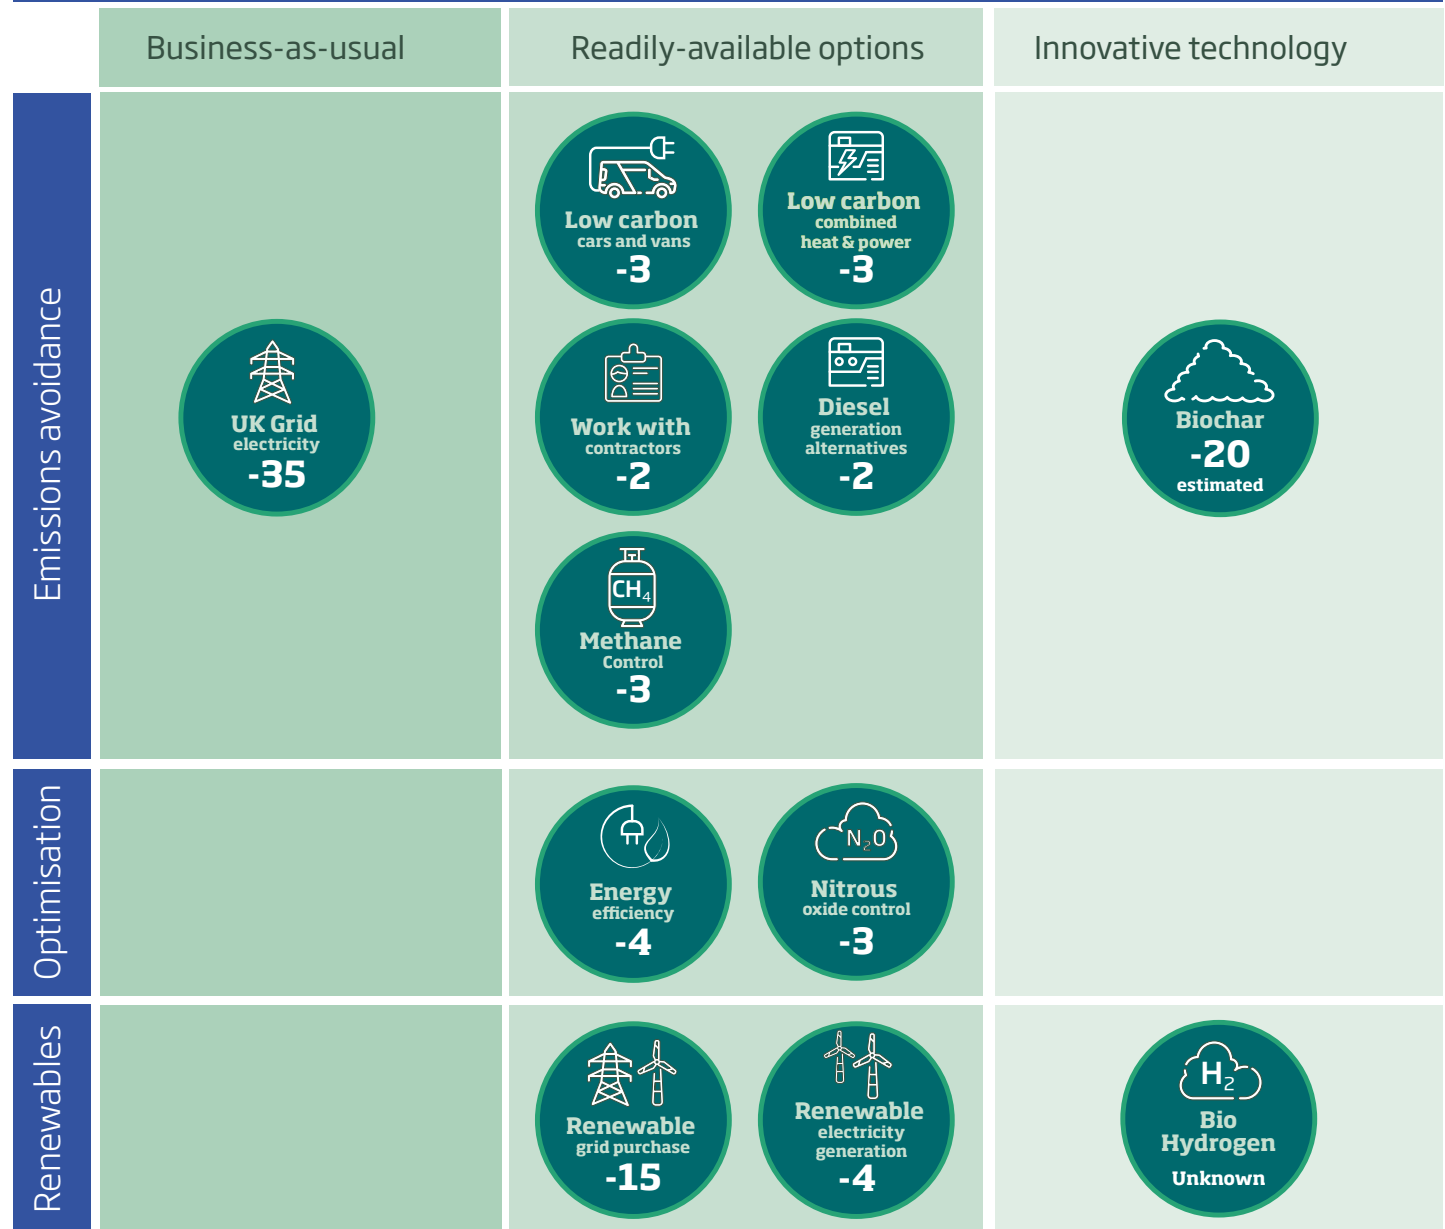 Business-as-usual
Readily-available options
Innovative technology
Emissions avoidance
UK Grid
electricity
-35
Low carbon
cars and vans
-3
Low carbon
combined
heat & power
-3
Work with
contractors
-2
Diesel
generation
alternatives
-2
CH₄
Methane
Control
-3
Biochar
-20
estimated
Optimisation
Energy
efficiency
-4
N₂O
Nitrous
oxide control
-3
Renewables
Renewable
grid purchase
-15
Renewable
electricity
generation
-4
H₂
Bio
Hydrogen
Unknown